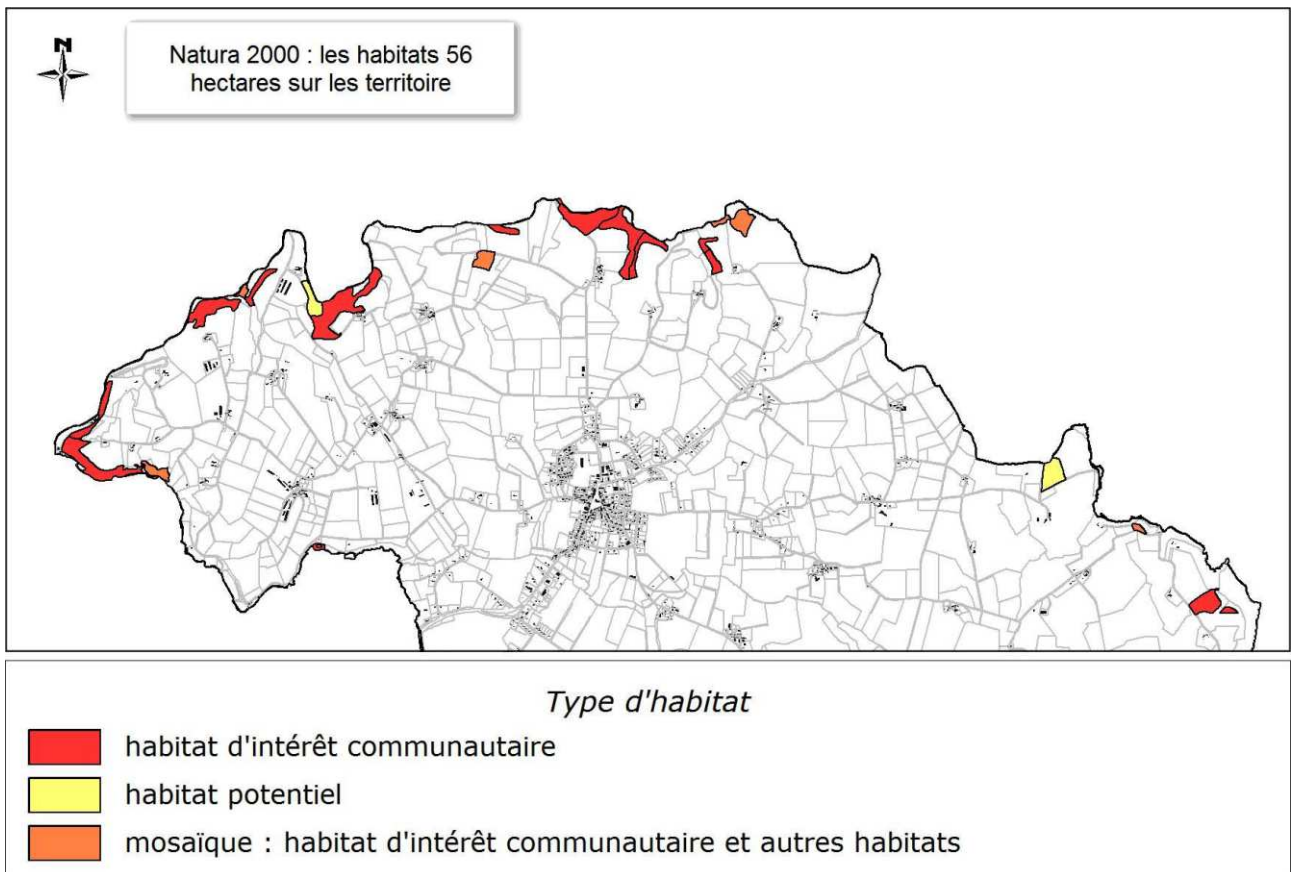 N
Natura 2000 : les habitats 56
hectares sur les territoire
Type d'habitat
habitat d'intérêt communautaire
habitat potentiel
mosaïque : habitat d'intérêt communautaire et autres habitats